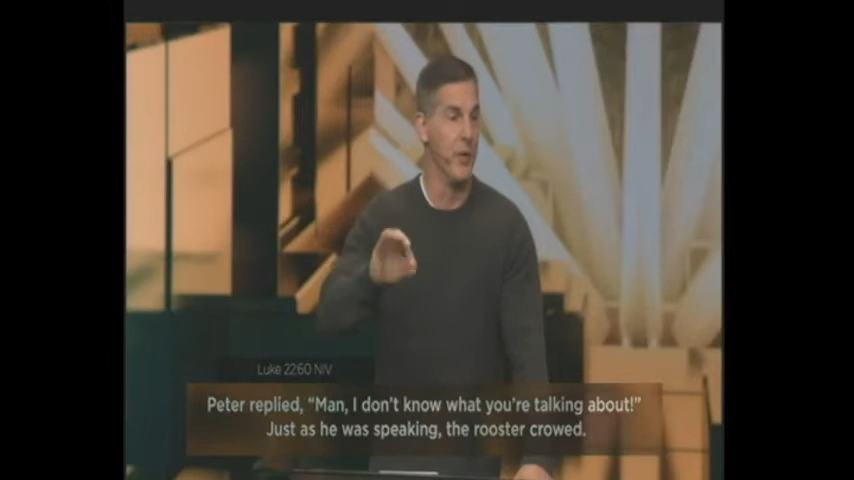 Luke 22:60 NIV
Peter replied, “Man, I don’t know what you’re talking about!”
Just as he was speaking, the rooster crowed.